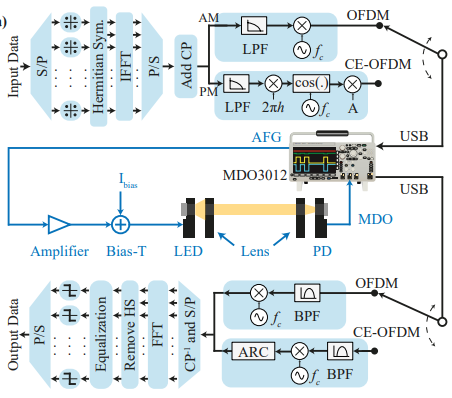 a)
Input Data
S/P
Hermitian Sym.
IFFT
P/S
Add CP
AM
LPF
f_c
OFDM
PM
LPF
2πh
cos(.)
f_c
A
CE-OFDM
USB
AFG
MDO3012
USB
MDO
I_bias
Amplifier
Bias-T
LED
Lens
PD
Output Data
P/S
Equalization
Remove HS
FFT
CP⁻¹ and S/P
f_c
BPF
OFDM
ARC
f_c
BPF
CE-OFDM